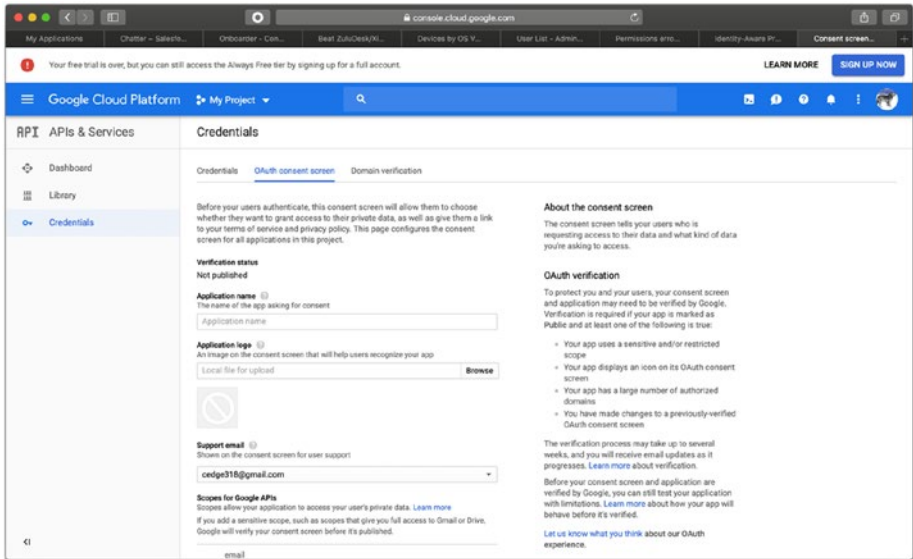 console.cloud.google.com
My Applications
Chatter – Salesfo...
Onboarder - Con...
Beat ZuluDesk/Xi...
Devices by OS V...
User List - Admin...
Permissions erro...
Identity-Aware Pr...
Consent screen...
Your free trial is over, but you can still access the Always Free tier by signing up for a full account.
LEARN MORE
SIGN UP NOW
Google Cloud Platform
My Project
API APIs & Services
Credentials
Dashboard
Library
Credentials
Credentials
OAuth consent screen
Domain verification
Before your users authenticate, this consent screen will allow them to choose
whether they want to grant access to their private data, as well as give them a link
to your terms of service and privacy policy. This page configures the consent
screen for all applications in this project.
Verification status
Not published
Application name
The name of the app asking for consent
Application name
Application logo
An image on the consent screen that will help users recognize your app
Local file for upload
Browse
Support email
Shown on the consent screen for user support
cedge318@gmail.com
Scopes for Google APIs
Scopes allow your application to access your user's private data. Learn more
If you add a sensitive scope, such as scopes that give you full access to Gmail or Drive,
Google will verify your consent screen before it's published.
email
About the consent screen
The consent screen tells your users who is
requesting access to their data and what kind of data
you're asking to access.
OAuth verification
To protect you and your users, your consent screen
and application may need to be verified by Google.
Verification is required if your app is marked as
Public and at least one of the following is true:
Your app uses a sensitive and/or restricted
scope
Your app displays an icon on its OAuth consent
screen
Your app has a large number of authorized
domains
You have made changes to a previously-verified
OAuth consent screen
The verification process may take up to several
weeks, and you will receive email updates as it
progresses. Learn more about verification.
Before your consent screen and application are
verified by Google, you can still test your application
with limitations. Learn more about how your app will
behave before it's verified.
Let us know what you think about our OAuth
experience.